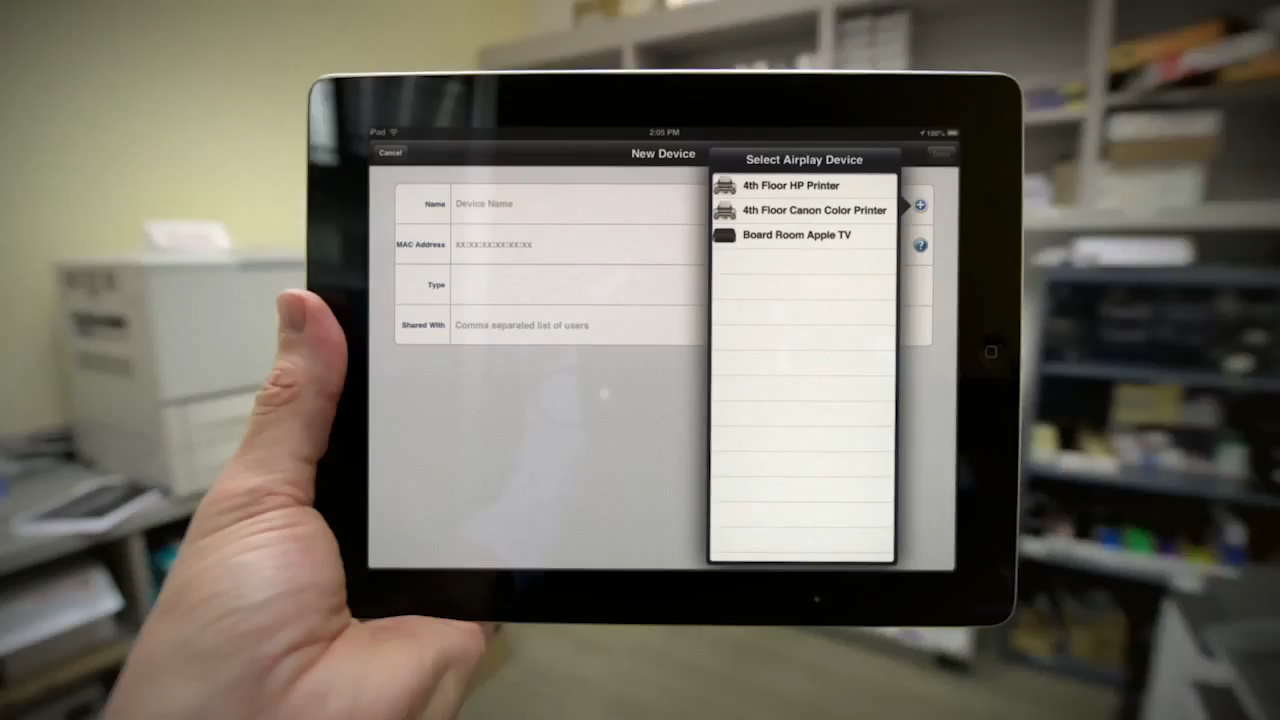 iPad 2:05 PM 100%
Cancel New Device
Select Airplay Device
4th Floor HP Printer
4th Floor Canon Color Printer
Board Room Apple TV
Name Device Name
MAC Address xx:xx:xx:xx:xx:xx
Type
Shared With Comma separated list of users